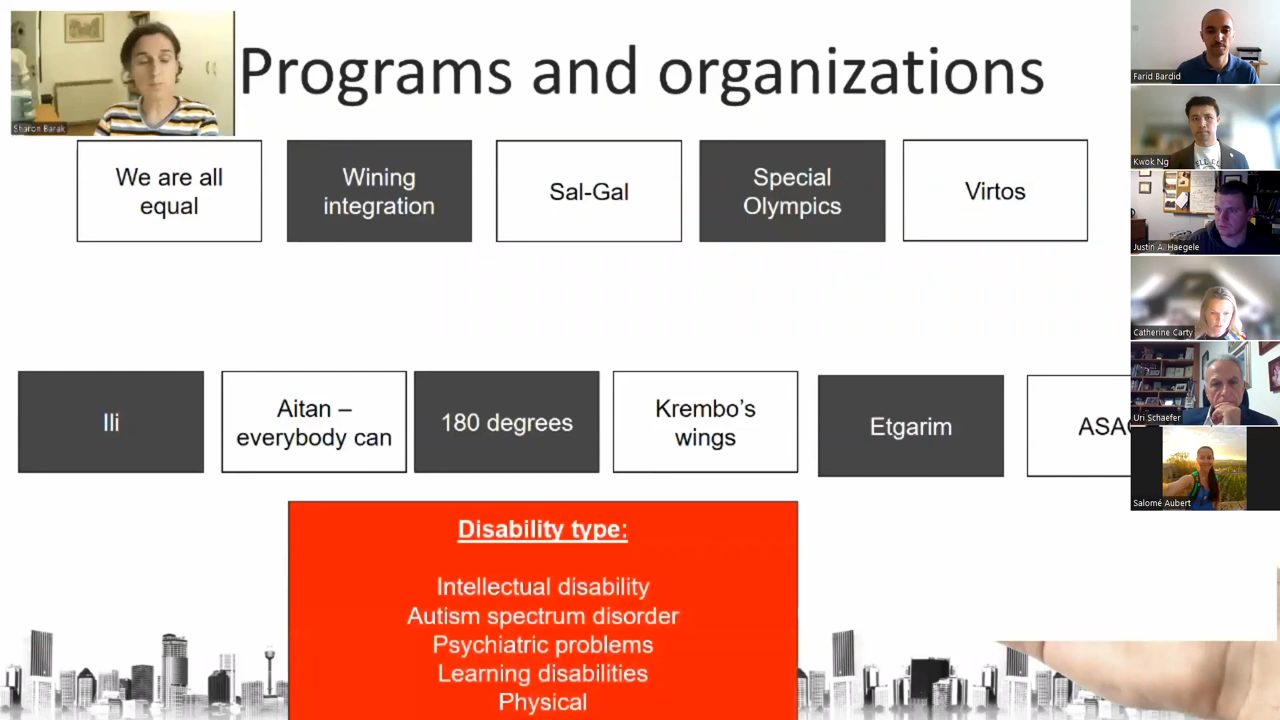 Programs and organizations
Sharon Barak
We are all
equal
Wining
integration
Sal-Gal
Special
Olympics
Virtos
Ili
Aitan –
everybody can
180 degrees
Krembo's
wings
Etgarim
Disability type:
Intellectual disability
Autism spectrum disorder
Psychiatric problems
Learning disabilities
Physical
Farid Bardid
Kwok Ng
Justin A. Haegele
Catherine Carty
Uri Schaefer
Salomé Aubert